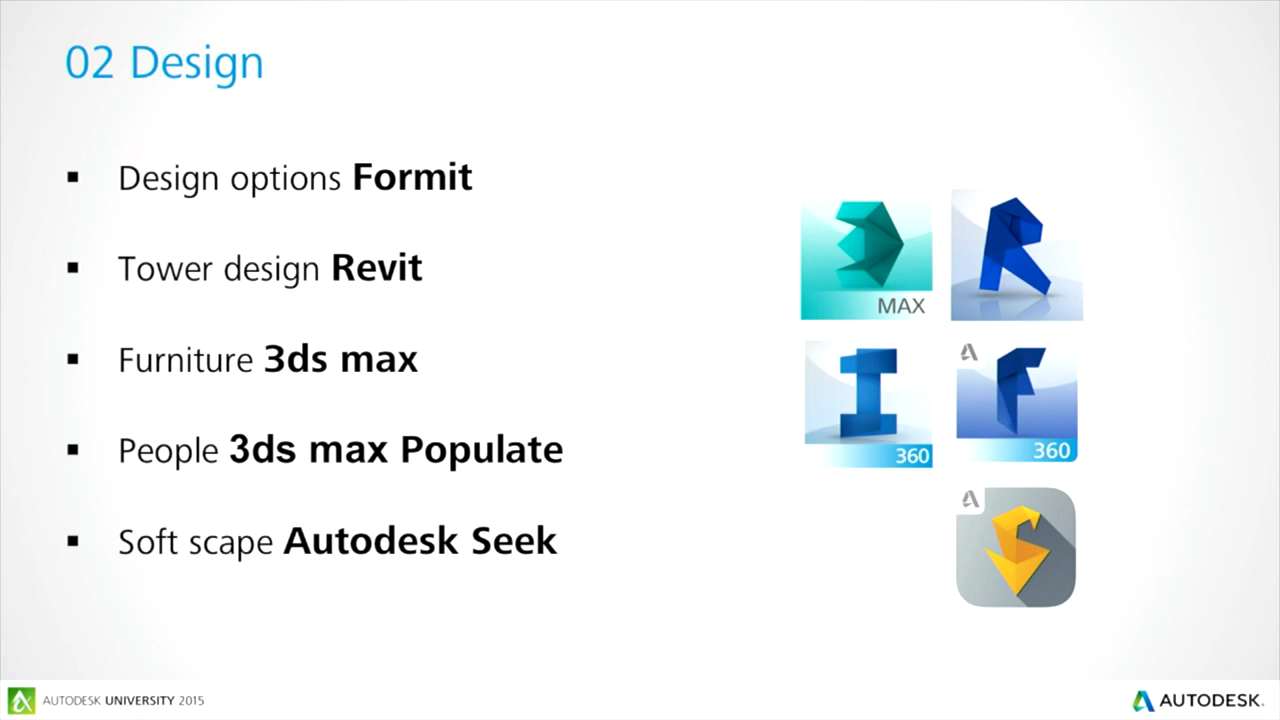 02 Design
▪ Design options Formit
▪ Tower design Revit
▪ Furniture 3ds max
▪ People 3ds max Populate
▪ Soft scape Autodesk Seek
MAX
360
360
AUTODESK UNIVERSITY 2015
AUTODESK.